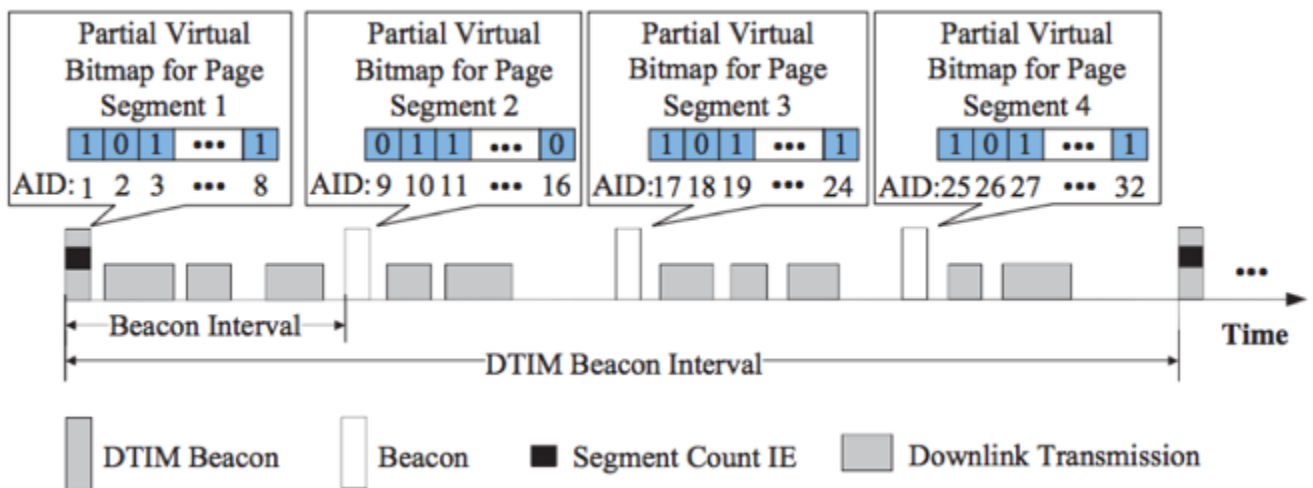 Partial Virtual
Bitmap for Page
Segment 1
1 0 1 ••• 1
AID: 1 2 3 ••• 8
Partial Virtual
Bitmap for Page
Segment 2
0 1 1 ••• 0
AID: 9 10 11 ••• 16
Partial Virtual
Bitmap for Page
Segment 3
1 0 1 ••• 1
AID: 17 18 19 ••• 24
Partial Virtual
Bitmap for Page
Segment 4
1 0 1 ••• 1
AID: 25 26 27 ••• 32
•••
Beacon Interval
Time
DTIM Beacon Interval
DTIM Beacon
Beacon
Segment Count IE
Downlink Transmission